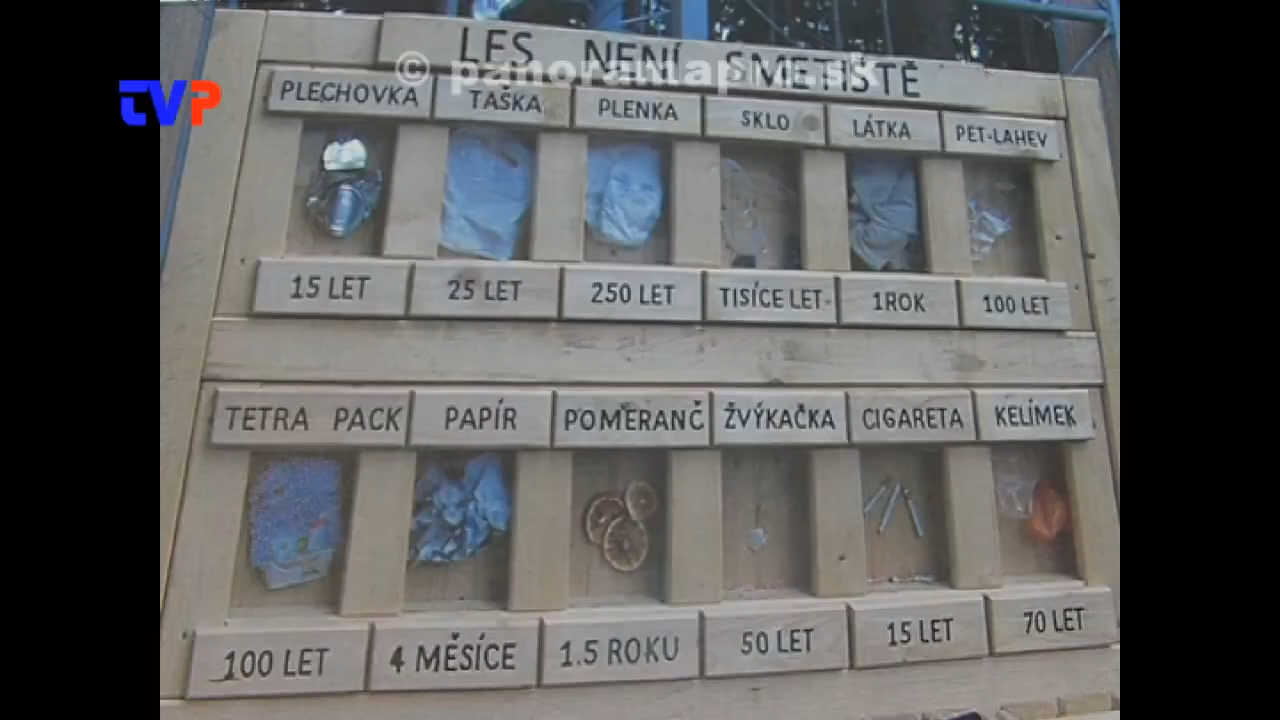 LES NENÍ SMETIŠTĚ
© panoramapio.sk
TVP
PLECHOVKA TAŠKA PLENKA SKLO LÁTKA PET-LAHEV
15 LET 25 LET 250 LET TISÍCE LET 1ROK 100 LET
TETRA PACK PAPÍR POMERANČ ŽVÝKAČKA CIGARETA KELÍMEK
100 LET 4 MĚSÍCE 1.5 ROKU 50 LET 15 LET 70 LET